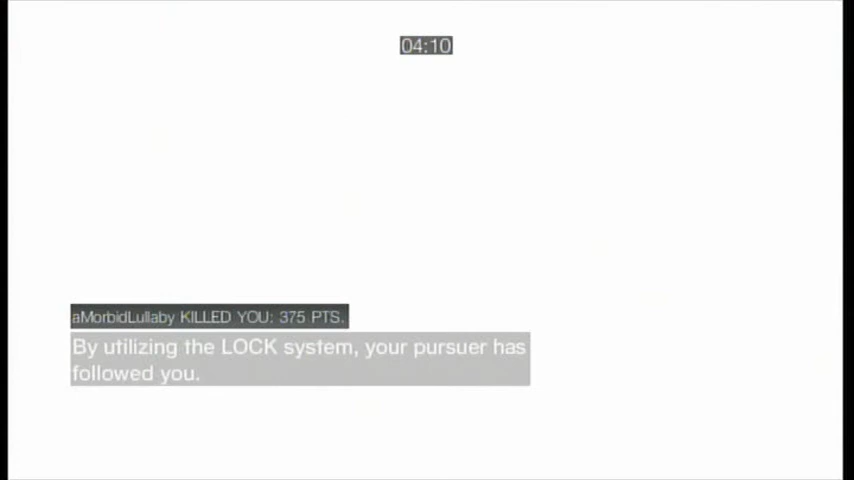 04:10
aMorbidLullaby KILLED YOU: 375 PTS.
By utilizing the LOCK system, your pursuer has
followed you.